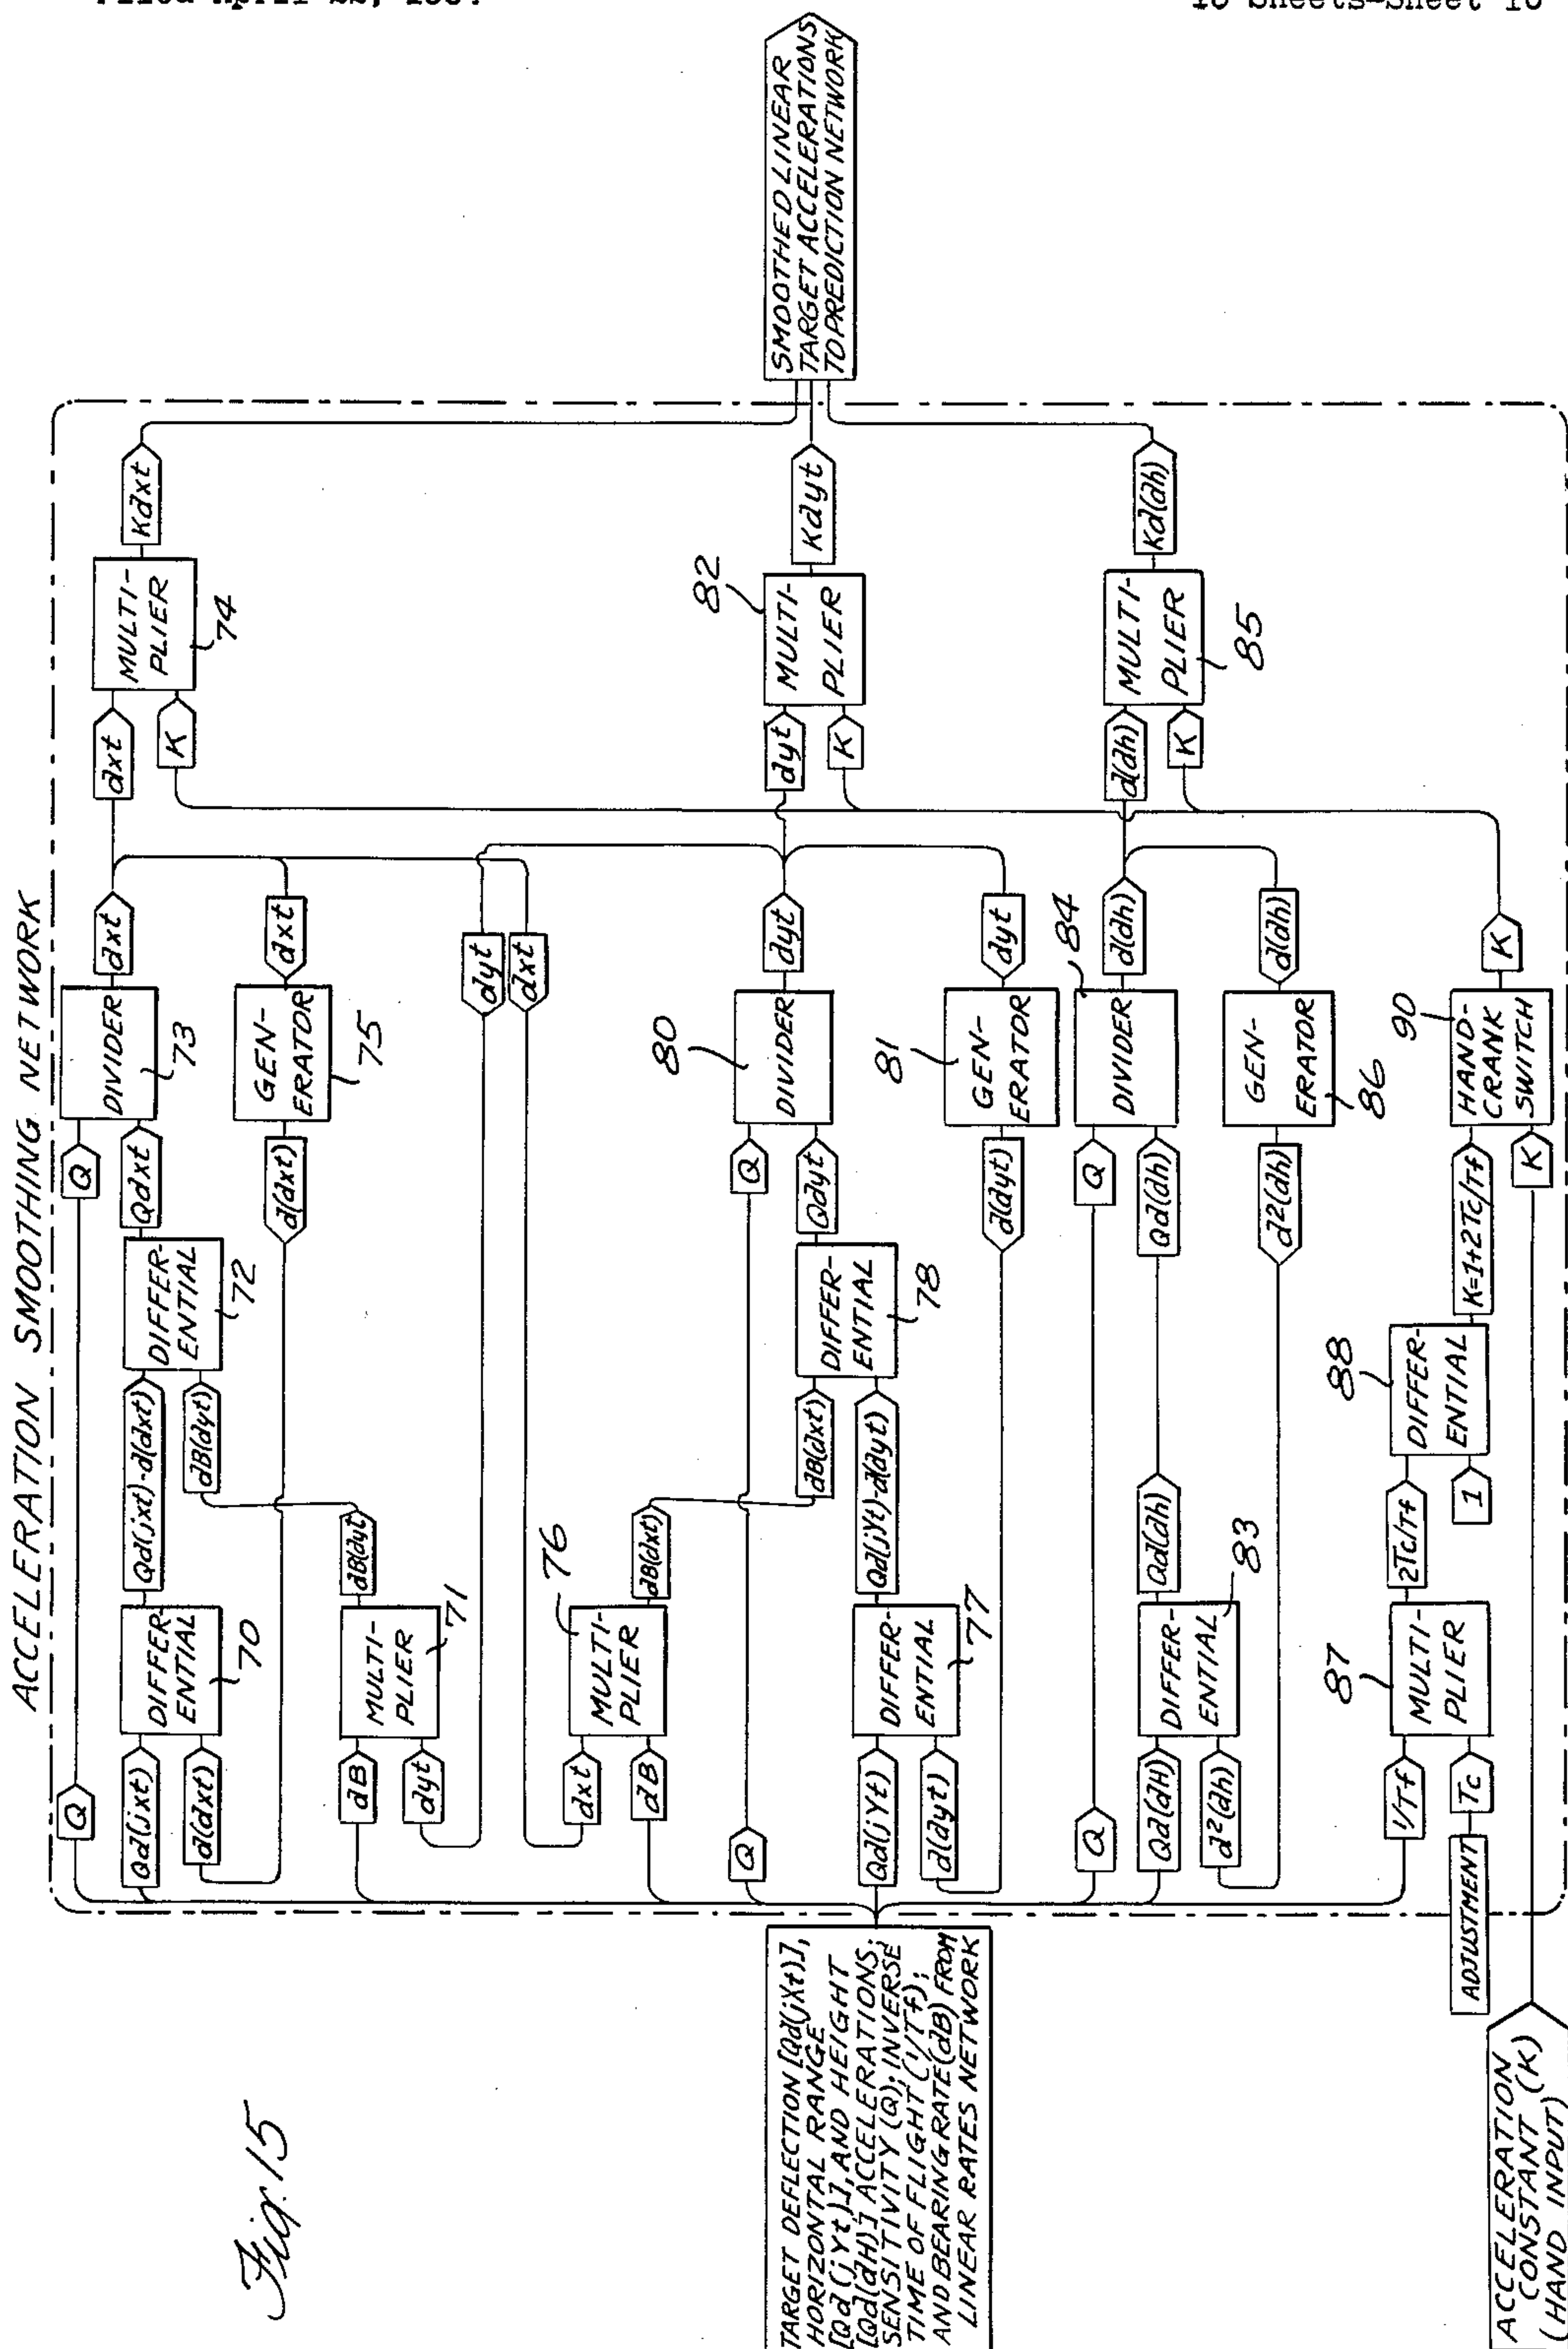 10 Sheets-Sheet 10
ACCELERATION SMOOTHING NETWORK
Fig. 15
TARGET DEFLECTION [Qd(jXt)],
HORIZONTAL RANGE
[Qd(jYt)], AND HEIGHT
[Qd(dH)] ACCELERATIONS;
SENSITIVITY (Q); INVERSE
TIME OF FLIGHT (1/Tf);
AND BEARING RATE (dB) FROM
LINEAR RATES NETWORK
ACCELERATION
CONSTANT (K)
(HAND INPUT)
ADJUSTMENT
Q
Q
Qd(jxt)
d(dxt)
DIFFER-
ENTIAL
70
Qd(jxt)-d(dxt)
dB(dyt)
DIFFER-
ENTIAL
72
Qdxt
DIVIDER
73
dxt
dxt
K
MULTI-
PLIER
74
Kdxt
d(dxt)
GEN-
ERATOR
75
dxt
dB
dyt
MULTI-
PLIER
71
dB(dyt
dyt
dxt
dxt
dB
MULTI-
PLIER
76
dB(dxt)
dB(dxt)
Q
Q
Qd(jYt)
d(dyt)
DIFFER-
ENTIAL
77
Qd(jYt)-d(dyt)
DIFFER-
ENTIAL
78
Qdyt
DIVIDER
80
dyt
dyt
K
MULTI-
PLIER
82
Kdyt
d(dyt)
GEN-
ERATOR
81
dyt
Q
Q
Qd(dH)
d²(dh)
DIFFER-
ENTIAL
83
Qd(dh)
Qd(dh)
DIVIDER
84
d(dh)
d(dh)
K
MULTI-
PLIER
85
Kd(dh)
d²(dh)
GEN-
ERATOR
86
d(dh)
1/Tf
Tc
MULTI-
PLIER
87
2Tc/Tf
1
DIFFER-
ENTIAL
88
K=1+2Tc/Tf
K
HAND-
CRANK
SWITCH
90
K
SMOOTHED LINEAR
TARGET ACCELERATIONS
TO PREDICTION NETWORK